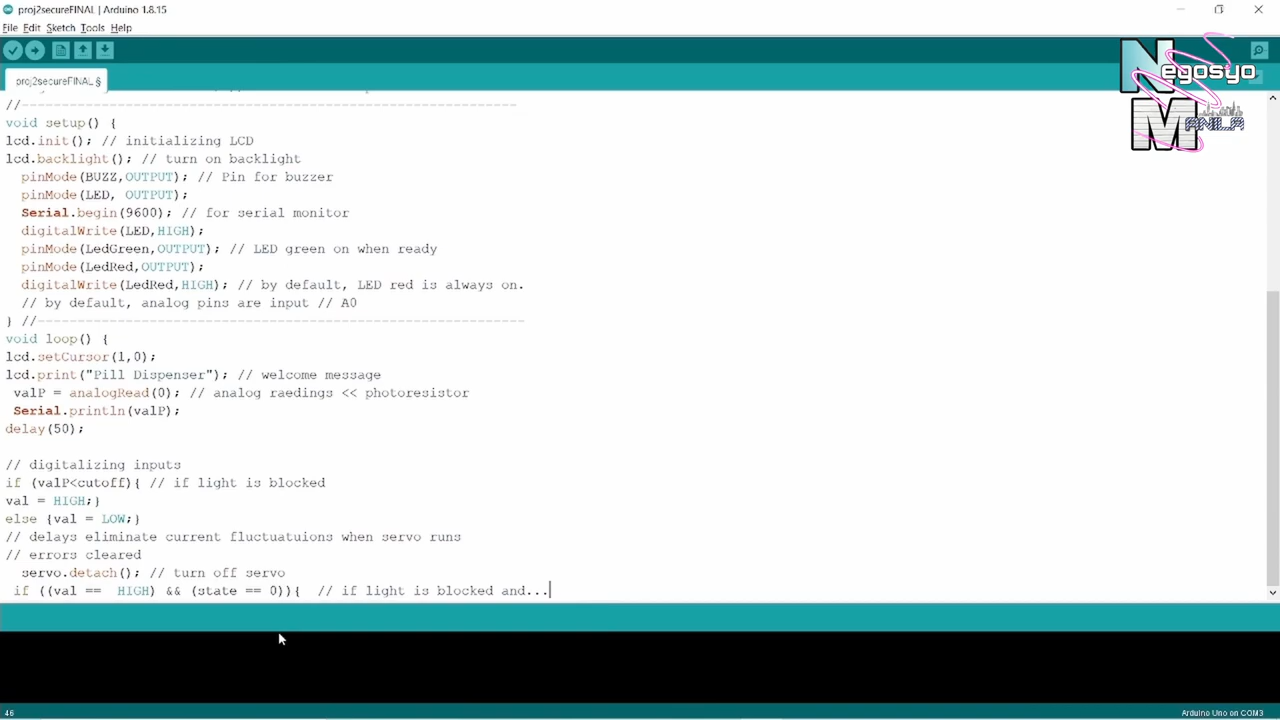 proj2secureFINAL | Arduino 1.8.15
File Edit Sketch Tools Help
proj2secureFINAL §
//--------------------------------------------------------------
void setup() {
lcd.init(); // initializing LCD
lcd.backlight(); // turn on backlight
pinMode(BUZZ,OUTPUT); // Pin for buzzer
pinMode(LED, OUTPUT);
Serial.begin(9600); // for serial monitor
digitalWrite(LED,HIGH);
pinMode(LedGreen,OUTPUT); // LED green on when ready
pinMode(LedRed,OUTPUT);
digitalWrite(LedRed,HIGH); // by default, LED red is always on.
// by default, analog pins are input // A0
} //-------------------------------------------------------------
void loop() {
lcd.setCursor(1,0);
lcd.print("Pill Dispenser"); // welcome message
valP = analogRead(0); // analog raedings << photoresistor
Serial.println(valP);
delay(50);
// digitalizing inputs
if (valP<cutoff){ // if light is blocked
val = HIGH;}
else {val = LOW;}
// delays eliminate current fluctuatuions when servo runs
// errors cleared
servo.detach(); // turn off servo
if ((val == HIGH) && (state == 0)){ // if light is blocked and...
46
Arduino Uno on COM3
Negosyo
MANILA